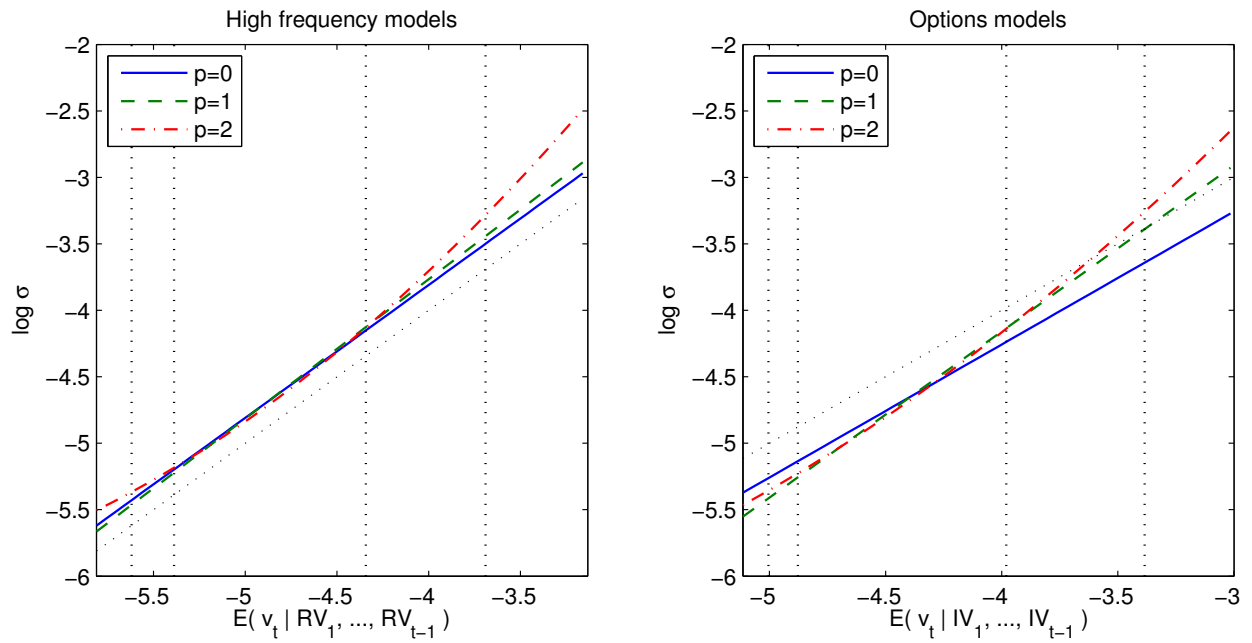 High frequency models
−2
−2.5
−3
−3.5
−4
−4.5
−5
−5.5
−6
log σ
p=0
p=1
p=2
−5.5 −5 −4.5 −4 −3.5
E( v_t | RV_1, ..., RV_{t−1} )
Options models
−2
−2.5
−3
−3.5
−4
−4.5
−5
−5.5
−6
log σ
p=0
p=1
p=2
−5 −4.5 −4 −3.5 −3
E( v_t | IV_1, ..., IV_{t−1} )